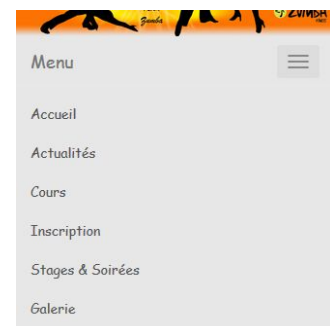 Zumba
ZUMBA
Menu
Accueil
Actualités
Cours
Inscription
Stages & Soirées
Galerie